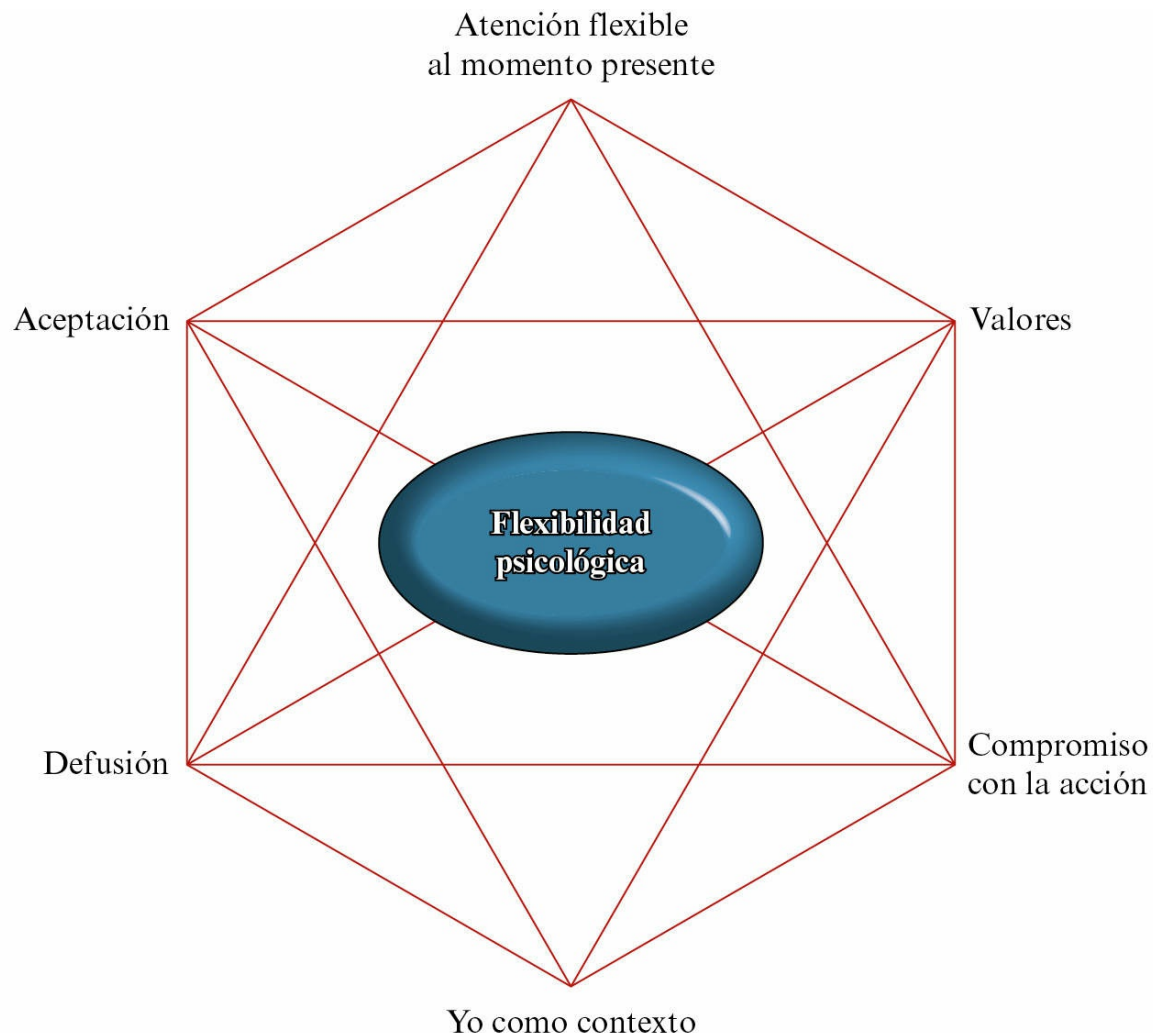 Atención flexible
al momento presente
Aceptación
Valores
Flexibilidad
psicológica
Defusión
Compromiso
con la acción
Yo como contexto